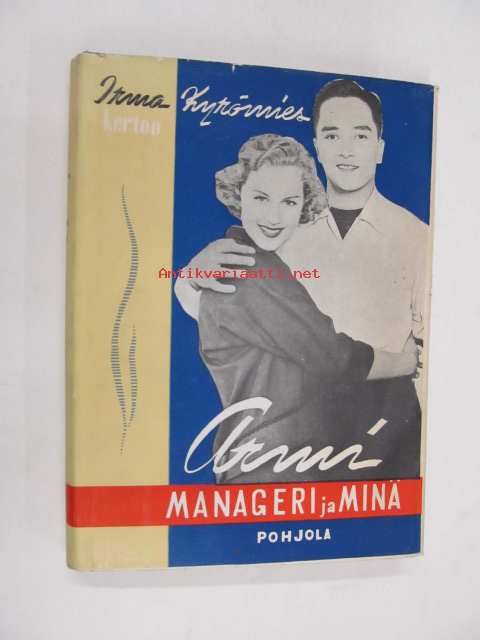 Irma Kyrömies
kertoo
Antikvariaatti.net
Armi
MANAGERI ja MINÄ
POHJOLA